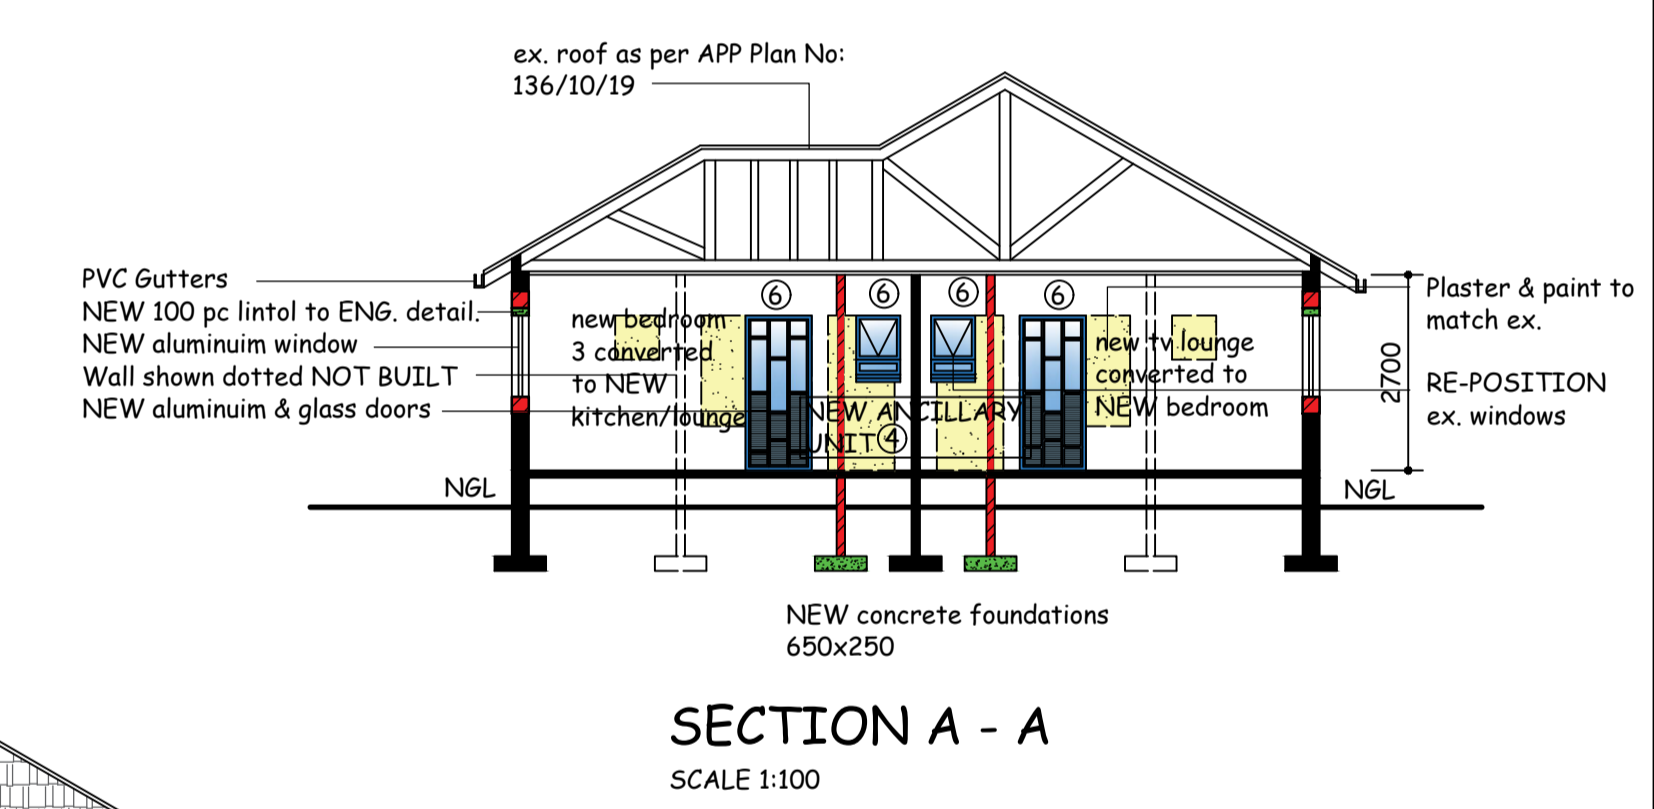 ex. roof as per APP Plan No:
136/10/19
PVC Gutters
NEW 100 pc lintol to ENG. detail.
NEW aluminuim window
Wall shown dotted NOT BUILT
NEW aluminuim & glass doors
new bedroom
3 converted
to NEW
kitchen/lounge
6
6
6
6
NEW ANCILLARY
UNIT 4
new tv lounge
converted to
NEW bedroom
2700
Plaster & paint to
match ex.
RE-POSITION
ex. windows
NGL
NGL
NEW concrete foundations
650x250
SECTION A - A
SCALE 1:100